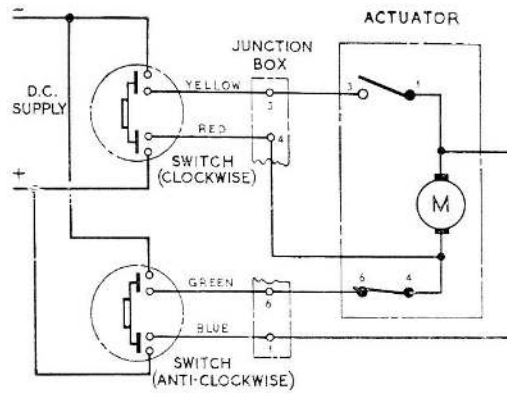 ACTUATOR
JUNCTION
BOX
−
YELLOW
3
3
1
D.C.
SUPPLY
RED
4
SWITCH
(CLOCKWISE)
+
M
GREEN
6
6
4
BLUE
1
SWITCH
(ANTI-CLOCKWISE)